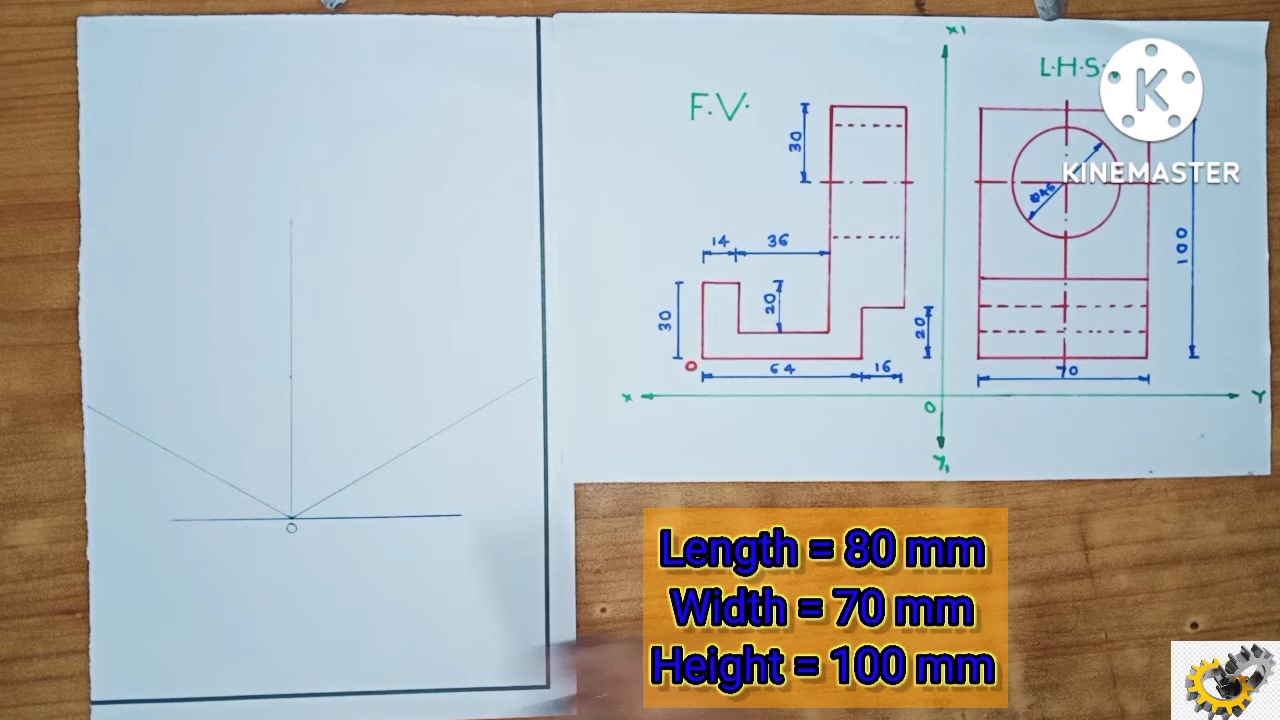 F.V.
X1
L.H.S.
K
KINEMASTER
30
Ø45
100
14
36
30
20
20
O
64
16
70
X
O
Y
Y1
O
Length = 80 mm
Width = 70 mm
Height = 100 mm